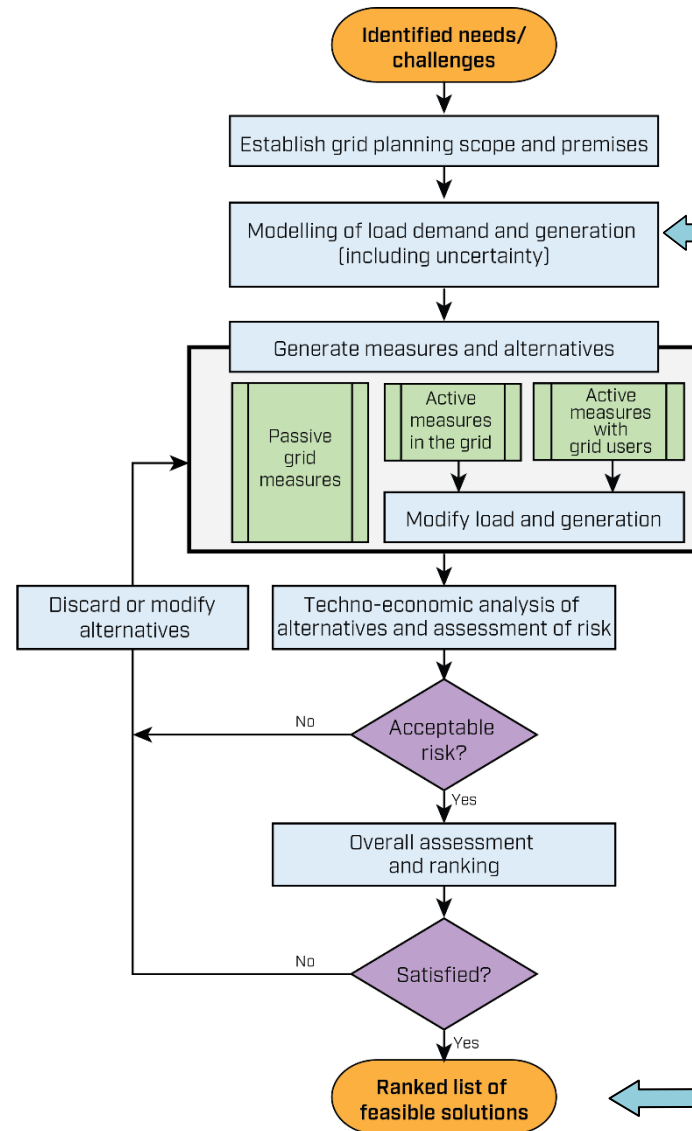 Identified needs/
challenges
Establish grid planning scope and premises
Modelling of load demand and generation
(including uncertainty)
Generate measures and alternatives
Passive
grid
measures
Active
measures
in the grid
Active
measures
with
grid users
Modify load and generation
Discard or modify
alternatives
Techno-economic analysis of
alternatives and assessment of risk
No
Acceptable
risk?
Yes
Overall assessment
and ranking
No
Satisfied?
Yes
Ranked list of
feasible solutions